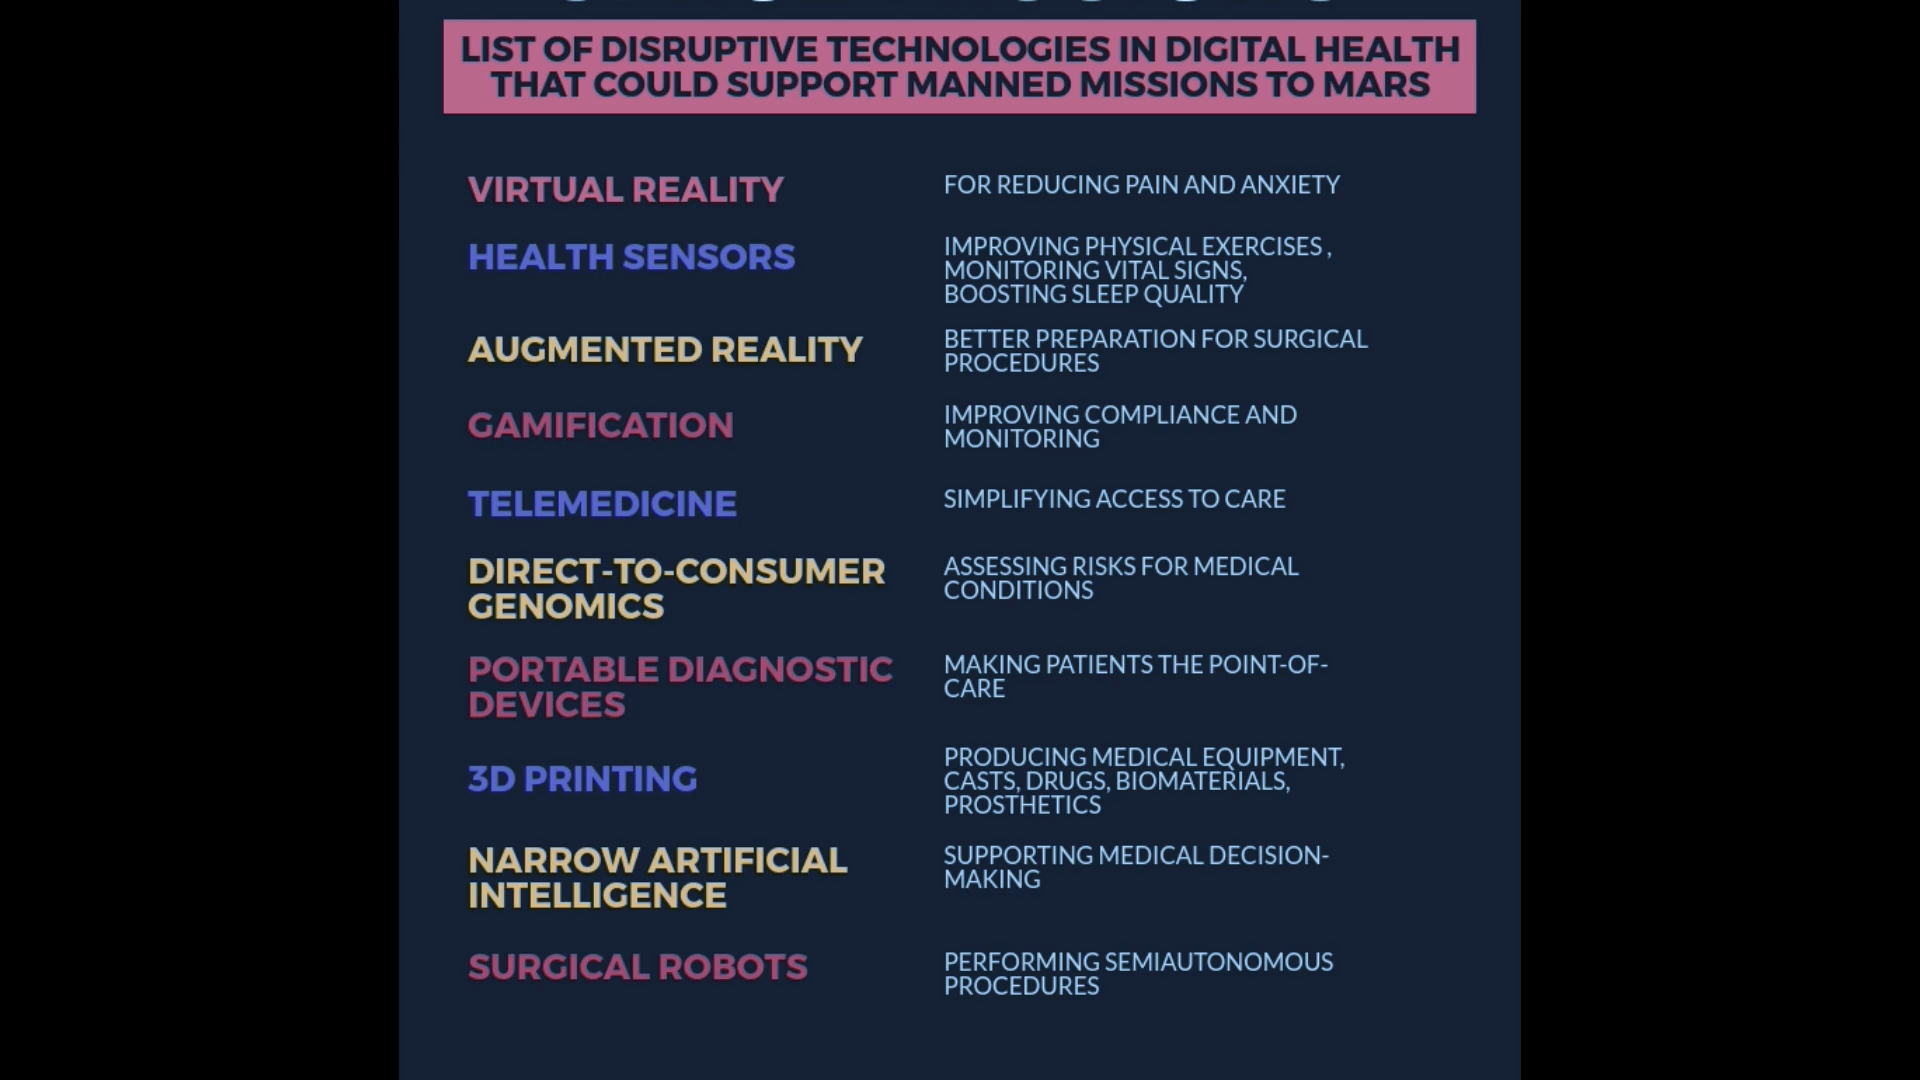 LIST OF DISRUPTIVE TECHNOLOGIES IN DIGITAL HEALTH
THAT COULD SUPPORT MANNED MISSIONS TO MARS
VIRTUAL REALITY
FOR REDUCING PAIN AND ANXIETY
HEALTH SENSORS
IMPROVING PHYSICAL EXERCISES ,
MONITORING VITAL SIGNS,
BOOSTING SLEEP QUALITY
AUGMENTED REALITY
BETTER PREPARATION FOR SURGICAL
PROCEDURES
GAMIFICATION
IMPROVING COMPLIANCE AND
MONITORING
TELEMEDICINE
SIMPLIFYING ACCESS TO CARE
DIRECT-TO-CONSUMER
GENOMICS
ASSESSING RISKS FOR MEDICAL
CONDITIONS
PORTABLE DIAGNOSTIC
DEVICES
MAKING PATIENTS THE POINT-OF-
CARE
3D PRINTING
PRODUCING MEDICAL EQUIPMENT,
CASTS, DRUGS, BIOMATERIALS,
PROSTHETICS
NARROW ARTIFICIAL
INTELLIGENCE
SUPPORTING MEDICAL DECISION-
MAKING
SURGICAL ROBOTS
PERFORMING SEMIAUTONOMOUS
PROCEDURES